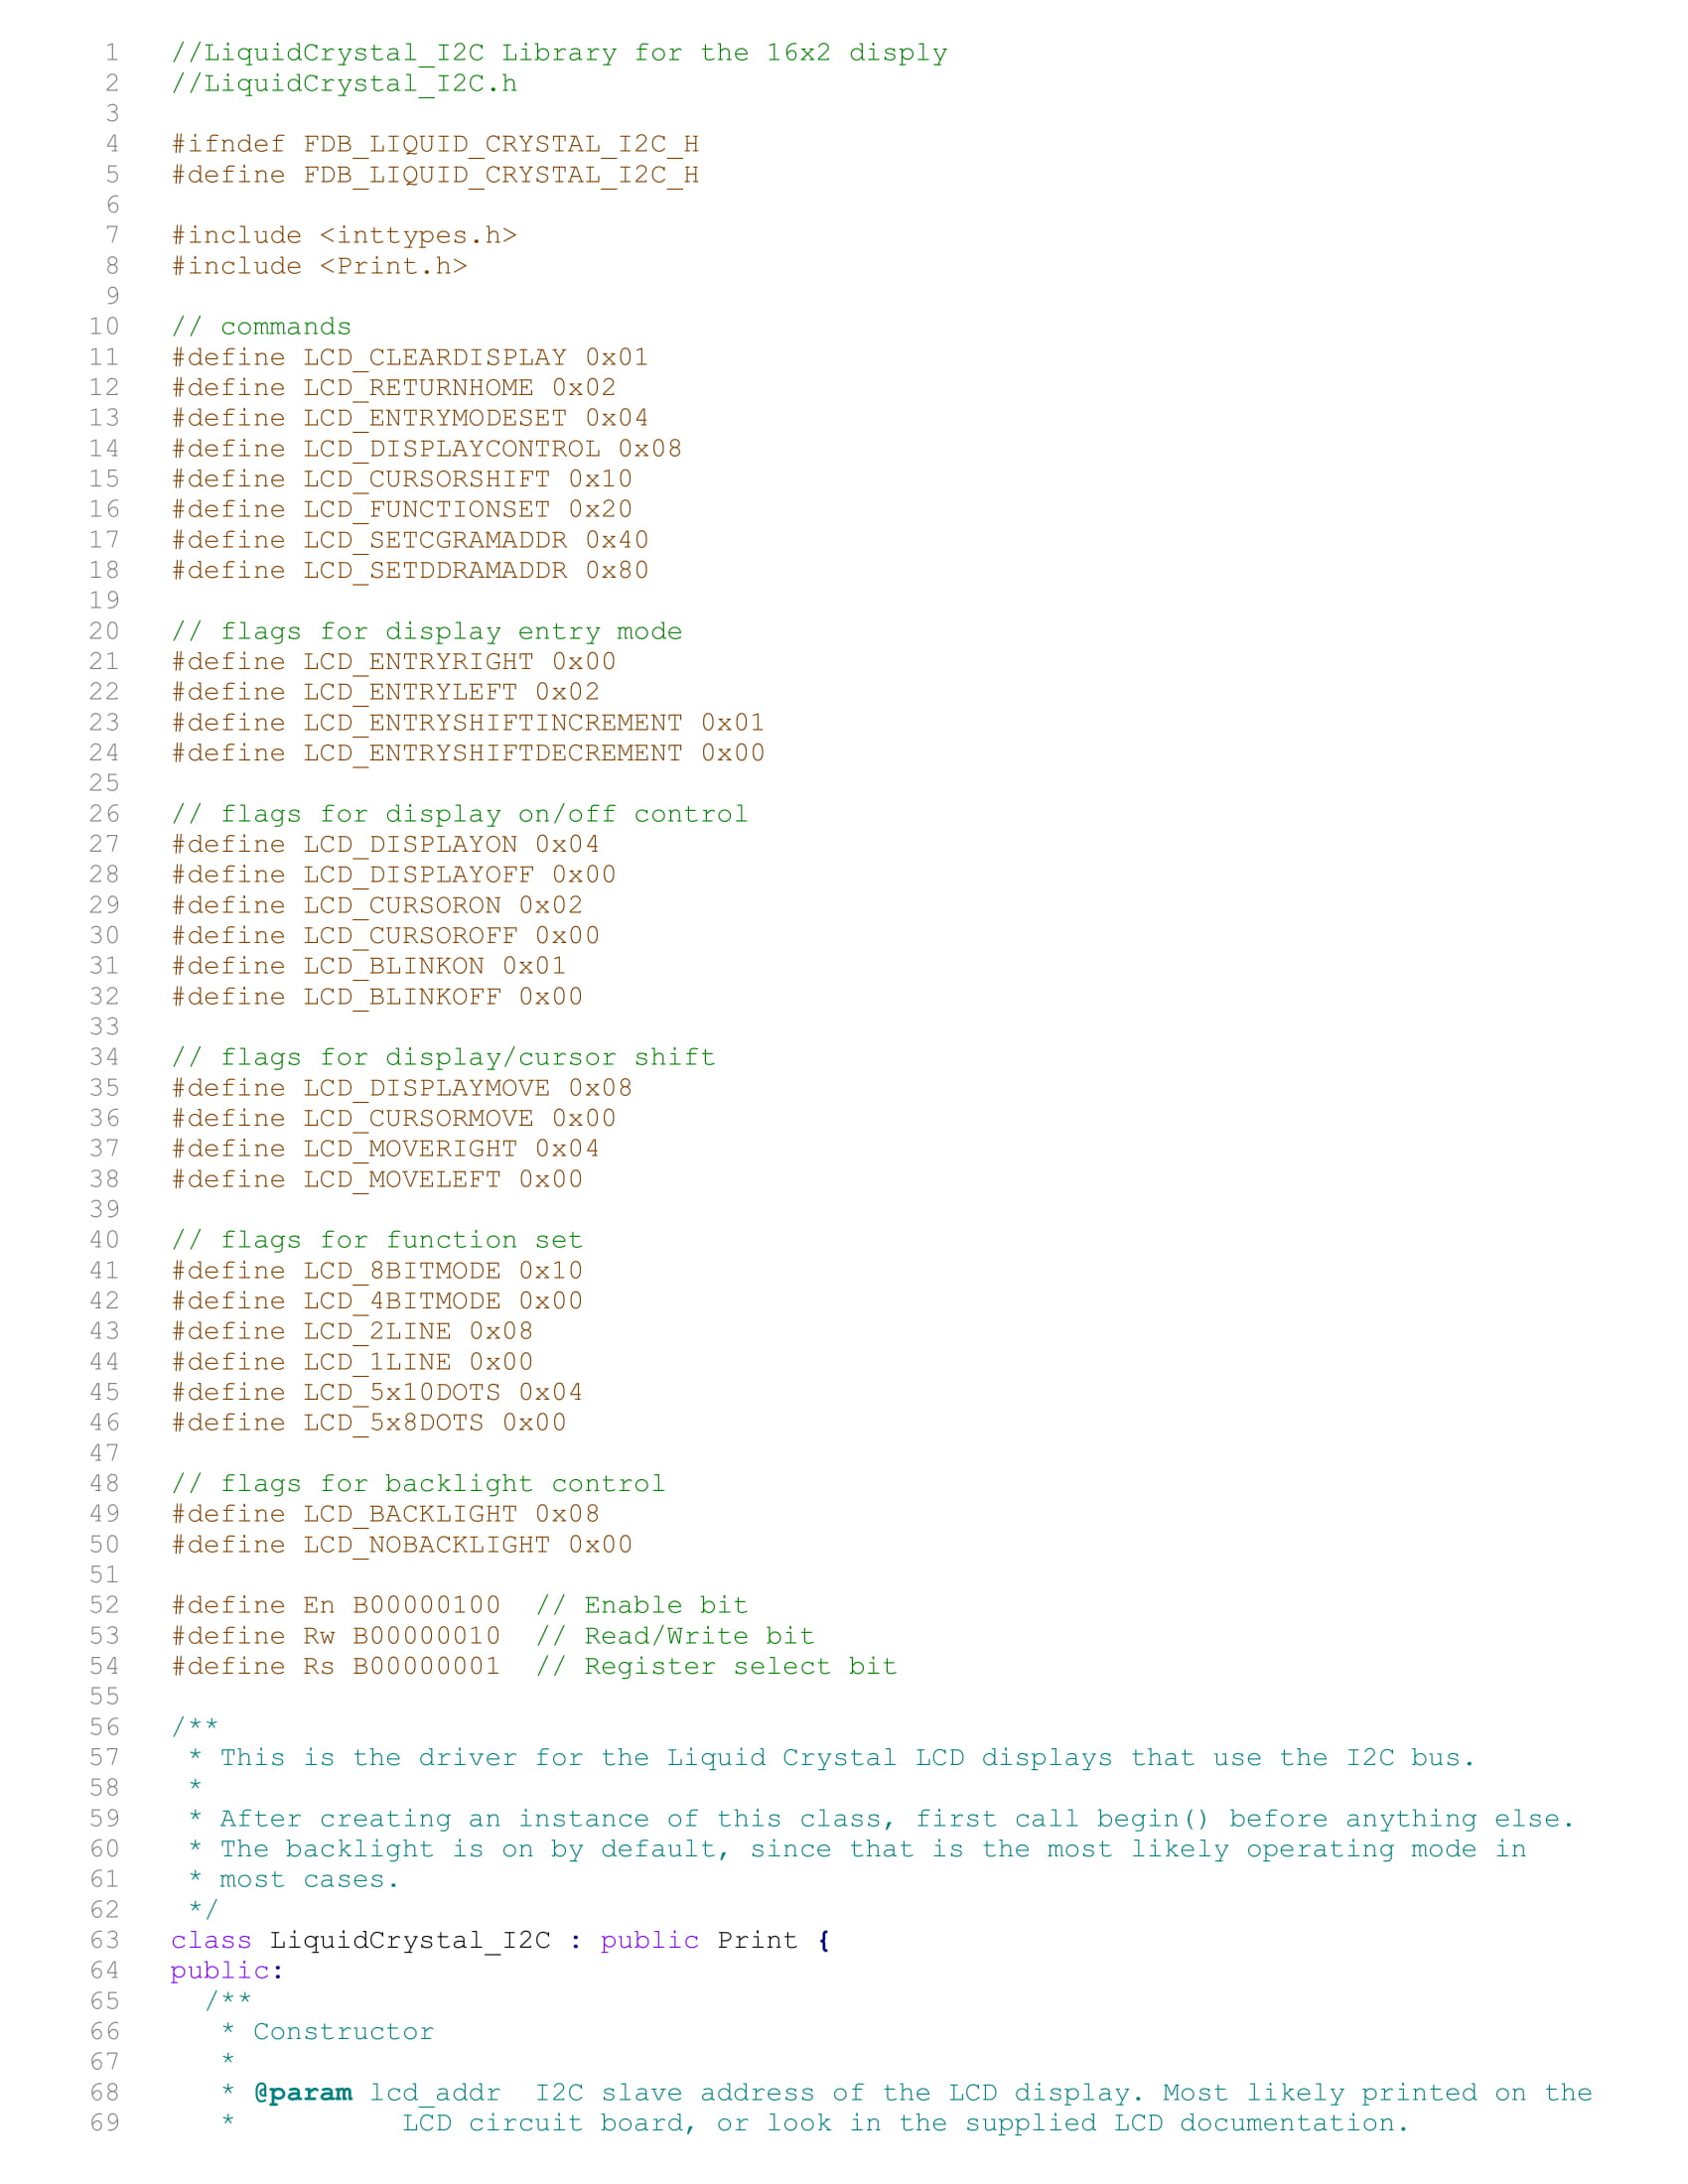 1 //LiquidCrystal_I2C Library for the 16x2 disply
2 //LiquidCrystal_I2C.h
3
4 #ifndef FDB_LIQUID_CRYSTAL_I2C_H
5 #define FDB_LIQUID_CRYSTAL_I2C_H
6
7 #include <inttypes.h>
8 #include <Print.h>
9
10 // commands
11 #define LCD_CLEARDISPLAY 0x01
12 #define LCD_RETURNHOME 0x02
13 #define LCD_ENTRYMODESET 0x04
14 #define LCD_DISPLAYCONTROL 0x08
15 #define LCD_CURSORSHIFT 0x10
16 #define LCD_FUNCTIONSET 0x20
17 #define LCD_SETCGRAMADDR 0x40
18 #define LCD_SETDDRAMADDR 0x80
19
20 // flags for display entry mode
21 #define LCD_ENTRYRIGHT 0x00
22 #define LCD_ENTRYLEFT 0x02
23 #define LCD_ENTRYSHIFTINCREMENT 0x01
24 #define LCD_ENTRYSHIFTDECREMENT 0x00
25
26 // flags for display on/off control
27 #define LCD_DISPLAYON 0x04
28 #define LCD_DISPLAYOFF 0x00
29 #define LCD_CURSORON 0x02
30 #define LCD_CURSOROFF 0x00
31 #define LCD_BLINKON 0x01
32 #define LCD_BLINKOFF 0x00
33
34 // flags for display/cursor shift
35 #define LCD_DISPLAYMOVE 0x08
36 #define LCD_CURSORMOVE 0x00
37 #define LCD_MOVERIGHT 0x04
38 #define LCD_MOVELEFT 0x00
39
40 // flags for function set
41 #define LCD_8BITMODE 0x10
42 #define LCD_4BITMODE 0x00
43 #define LCD_2LINE 0x08
44 #define LCD_1LINE 0x00
45 #define LCD_5x10DOTS 0x04
46 #define LCD_5x8DOTS 0x00
47
48 // flags for backlight control
49 #define LCD_BACKLIGHT 0x08
50 #define LCD_NOBACKLIGHT 0x00
51
52 #define En B00000100  // Enable bit
53 #define Rw B00000010  // Read/Write bit
54 #define Rs B00000001  // Register select bit
55
56 /**
57  * This is the driver for the Liquid Crystal LCD displays that use the I2C bus.
58  *
59  * After creating an instance of this class, first call begin() before anything else.
60  * The backlight is on by default, since that is the most likely operating mode in
61  * most cases.
62  */
63 class LiquidCrystal_I2C : public Print {
64 public:
65   /**
66    * Constructor
67    *
68    * @param lcd_addr  I2C slave address of the LCD display. Most likely printed on the
69    *          LCD circuit board, or look in the supplied LCD documentation.